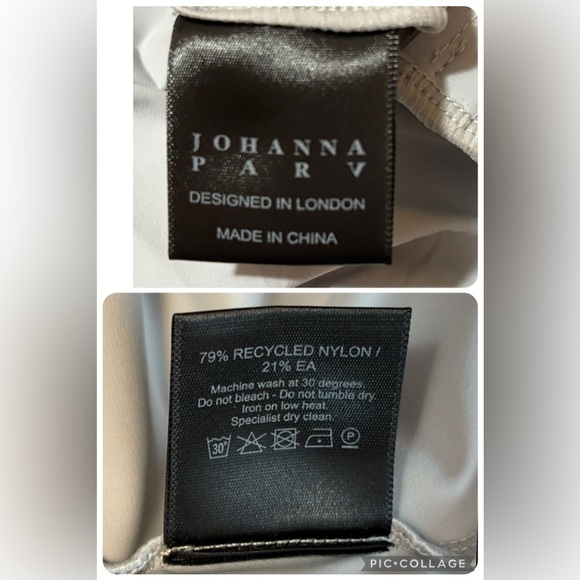 JOHANNA
PARV
DESIGNED IN LONDON
MADE IN CHINA
79% RECYCLED NYLON /
21% EA
Machine wash at 30 degrees.
Do not bleach - Do not tumble dry.
Iron on low heat.
Specialist dry clean.
30° P
PIC•COLLAGE